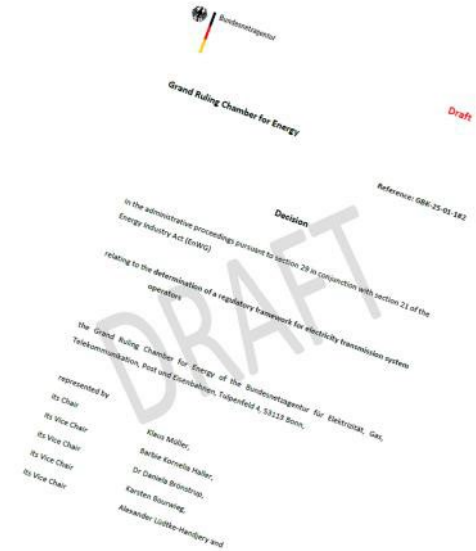 Bundesnetzagentur
Grand Ruling Chamber for Energy
Draft
Reference: GBK-25-01-1#2
Decision
In the administrative proceedings pursuant to section 29 in conjunction with section 21 of the
Energy Industry Act (EnWG)
relating to the determination of a regulatory framework for electricity transmission system
operators
the Grand Ruling Chamber for Energy of the Bundesnetzagentur für Elektrizität, Gas,
Telekommunikation, Post und Eisenbahnen, Tulpenfeld 4, 53113 Bonn,
represented by
its Chair Klaus Müller,
its Vice Chair Barbie Kornelia Haller,
its Vice Chair Dr Daniela Brönstrup,
its Vice Chair Karsten Bourwieg,
its Vice Chair Alexander Lüdtke-Handjery and
DRAFT